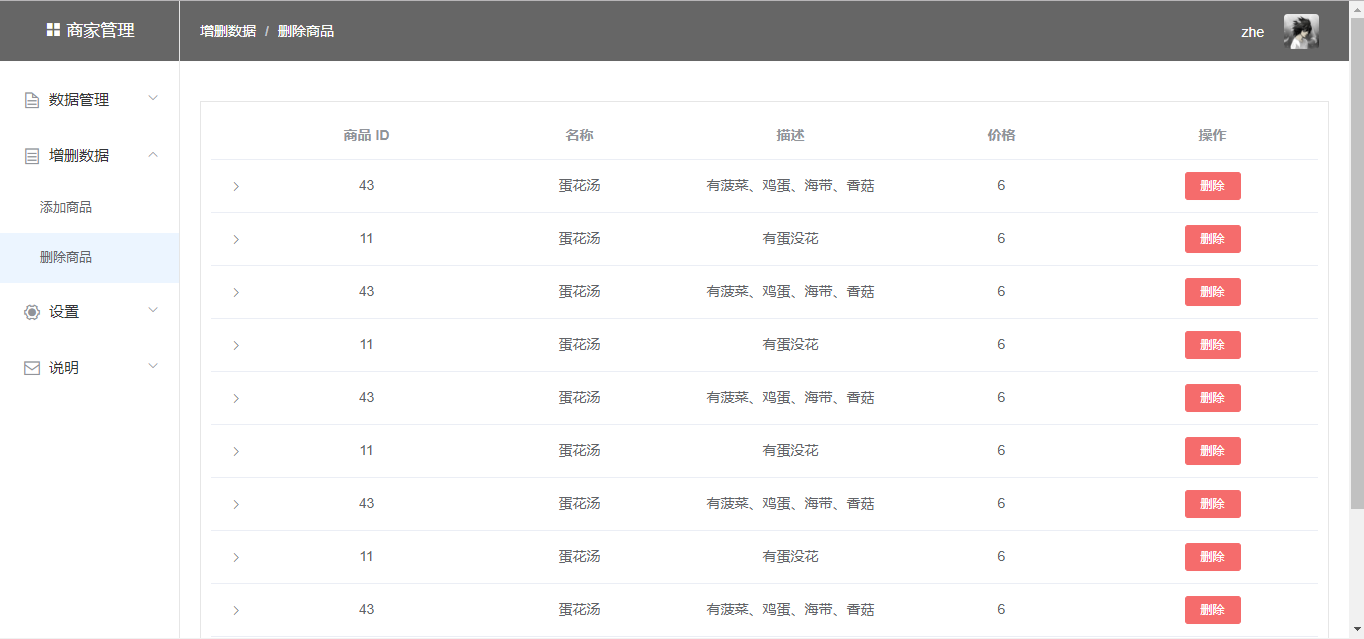 商家管理
增删数据 / 删除商品
zhe
数据管理
增删数据
添加商品
删除商品
设置
说明
商品 ID 名称 描述 价格 操作
43 蛋花汤 有菠菜、鸡蛋、海带、香菇 6 删除
11 蛋花汤 有蛋没花 6 删除
43 蛋花汤 有菠菜、鸡蛋、海带、香菇 6 删除
11 蛋花汤 有蛋没花 6 删除
43 蛋花汤 有菠菜、鸡蛋、海带、香菇 6 删除
11 蛋花汤 有蛋没花 6 删除
43 蛋花汤 有菠菜、鸡蛋、海带、香菇 6 删除
11 蛋花汤 有蛋没花 6 删除
43 蛋花汤 有菠菜、鸡蛋、海带、香菇 6 删除